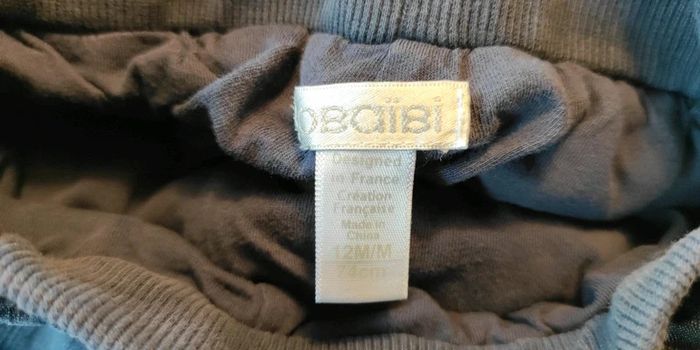 obaïbi
Designed
in France
Création
Française
Made in
China
12M/M
74cm